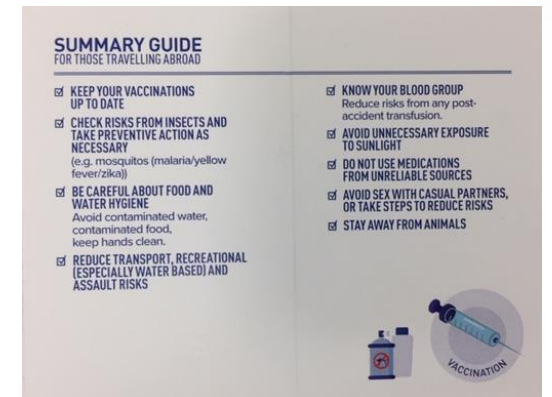 SUMMARY GUIDE
FOR THOSE TRAVELLING ABROAD
KEEP YOUR VACCINATIONS
UP TO DATE
CHECK RISKS FROM INSECTS AND
TAKE PREVENTIVE ACTION AS
NECESSARY
(e.g. mosquitos (malaria/yellow
fever/zika))
BE CAREFUL ABOUT FOOD AND
WATER HYGIENE
Avoid contaminated water,
contaminated food,
keep hands clean.
REDUCE TRANSPORT, RECREATIONAL
(ESPECIALLY WATER BASED) AND
ASSAULT RISKS
KNOW YOUR BLOOD GROUP
Reduce risks from any post-
accident transfusion.
AVOID UNNECESSARY EXPOSURE
TO SUNLIGHT
DO NOT USE MEDICATIONS
FROM UNRELIABLE SOURCES
AVOID SEX WITH CASUAL PARTNERS,
OR TAKE STEPS TO REDUCE RISKS
STAY AWAY FROM ANIMALS
VACCINATION